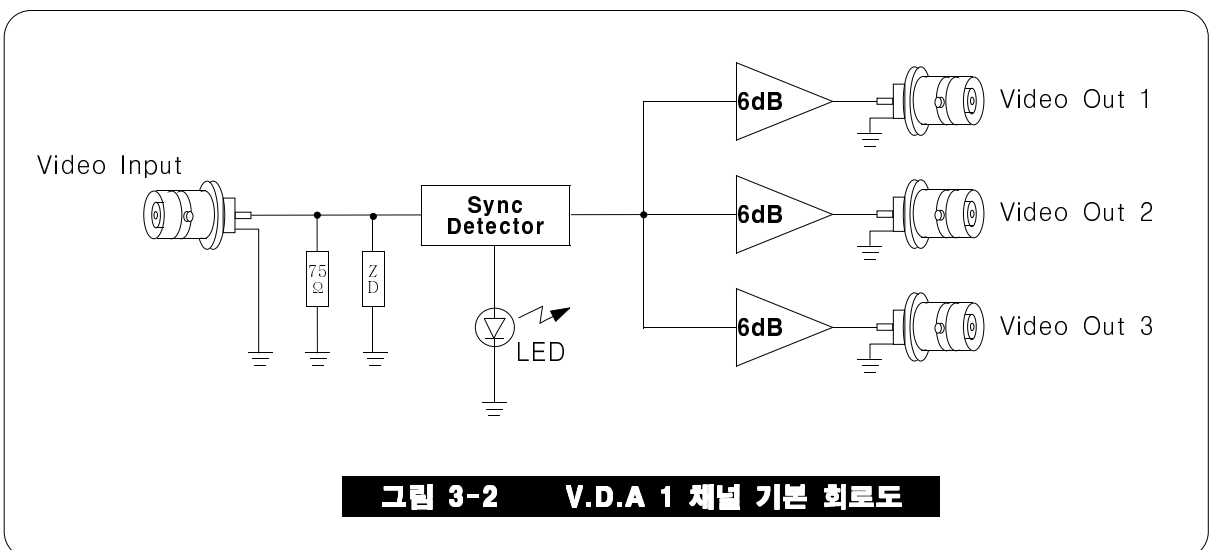 Video Input
75
Ω
Z
D
Sync
Detector
LED
6dB
Video Out 1
6dB
Video Out 2
6dB
Video Out 3
그림 3-2 V.D.A 1 채널 기본 회로도